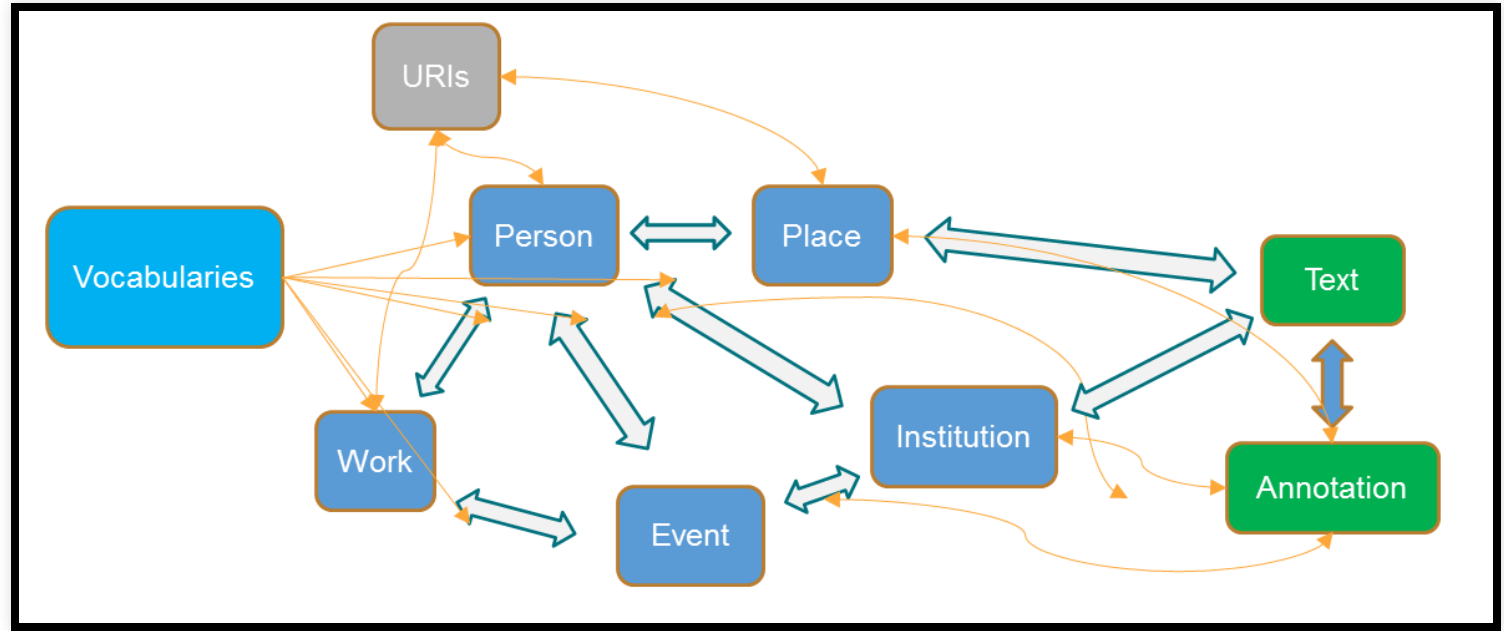 URIs
Person
Place
Vocabularies
Text
Work
Institution
Annotation
Event